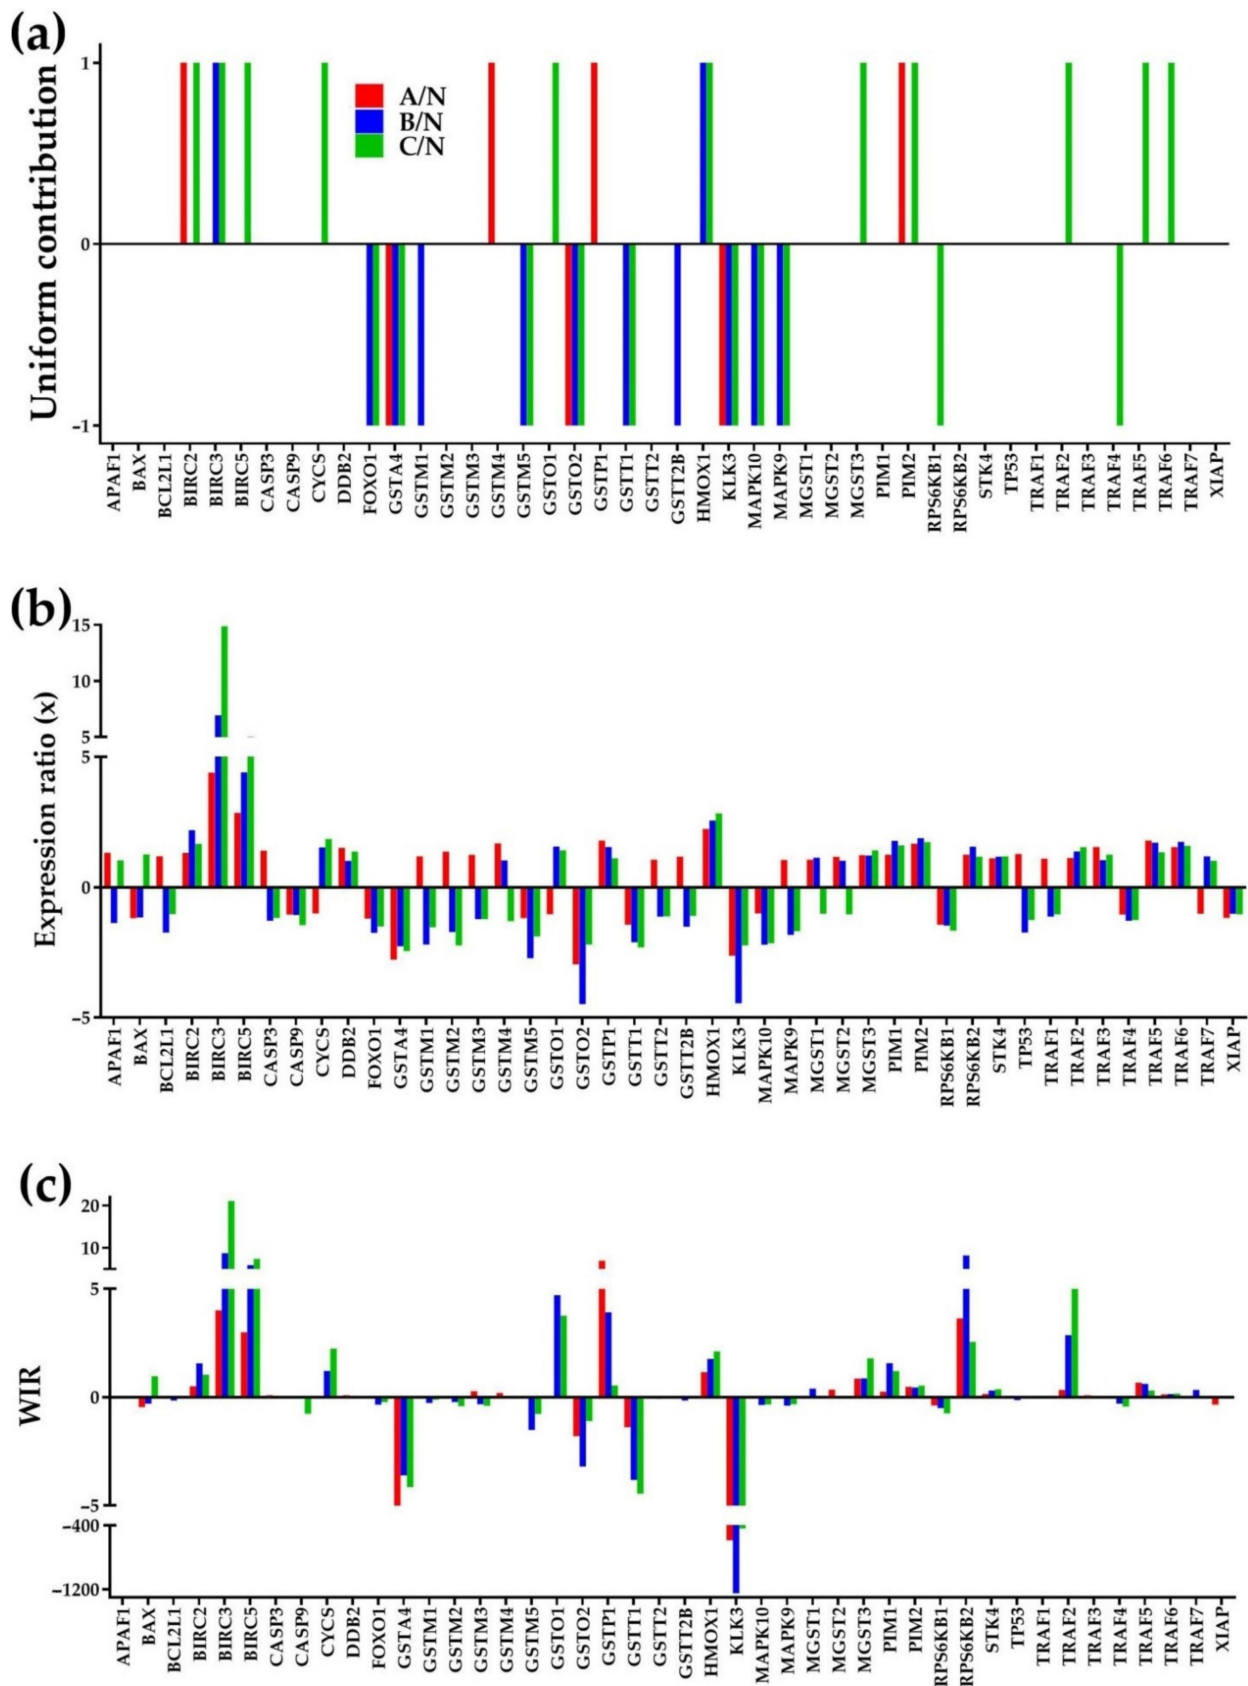 (a)
Uniform contribution
1
0
-1
A/N
B/N
C/N
APAF1
BAX
BCL2L1
BIRC2
BIRC3
BIRC5
CASP3
CASP9
CYCS
DDB2
FOXO1
GSTA4
GSTM1
GSTM2
GSTM3
GSTM4
GSTM5
GSTO1
GSTO2
GSTP1
GSTT1
GSTT2
GSTT2B
HMOX1
KLK3
MAPK10
MAPK9
MGST1
MGST2
MGST3
PIM1
PIM2
RPS6KB1
RPS6KB2
STK4
TP53
TRAF1
TRAF2
TRAF3
TRAF4
TRAF5
TRAF6
TRAF7
XIAP
(b)
Expression ratio (x)
15
10
5
5
0
-5
APAF1
BAX
BCL2L1
BIRC2
BIRC3
BIRC5
CASP3
CASP9
CYCS
DDB2
FOXO1
GSTA4
GSTM1
GSTM2
GSTM3
GSTM4
GSTM5
GSTO1
GSTO2
GSTP1
GSTT1
GSTT2
GSTT2B
HMOX1
KLK3
MAPK10
MAPK9
MGST1
MGST2
MGST3
PIM1
PIM2
RPS6KB1
RPS6KB2
STK4
TP53
TRAF1
TRAF2
TRAF3
TRAF4
TRAF5
TRAF6
TRAF7
XIAP
(c)
WIR
20
10
5
0
-5
-400
-1200
APAF1
BAX
BCL2L1
BIRC2
BIRC3
BIRC5
CASP3
CASP9
CYCS
DDB2
FOXO1
GSTA4
GSTM1
GSTM2
GSTM3
GSTM4
GSTM5
GSTO1
GSTO2
GSTP1
GSTT1
GSTT2
GSTT2B
HMOX1
KLK3
MAPK10
MAPK9
MGST1
MGST2
MGST3
PIM1
PIM2
RPS6KB1
RPS6KB2
STK4
TP53
TRAF1
TRAF2
TRAF3
TRAF4
TRAF5
TRAF6
TRAF7
XIAP